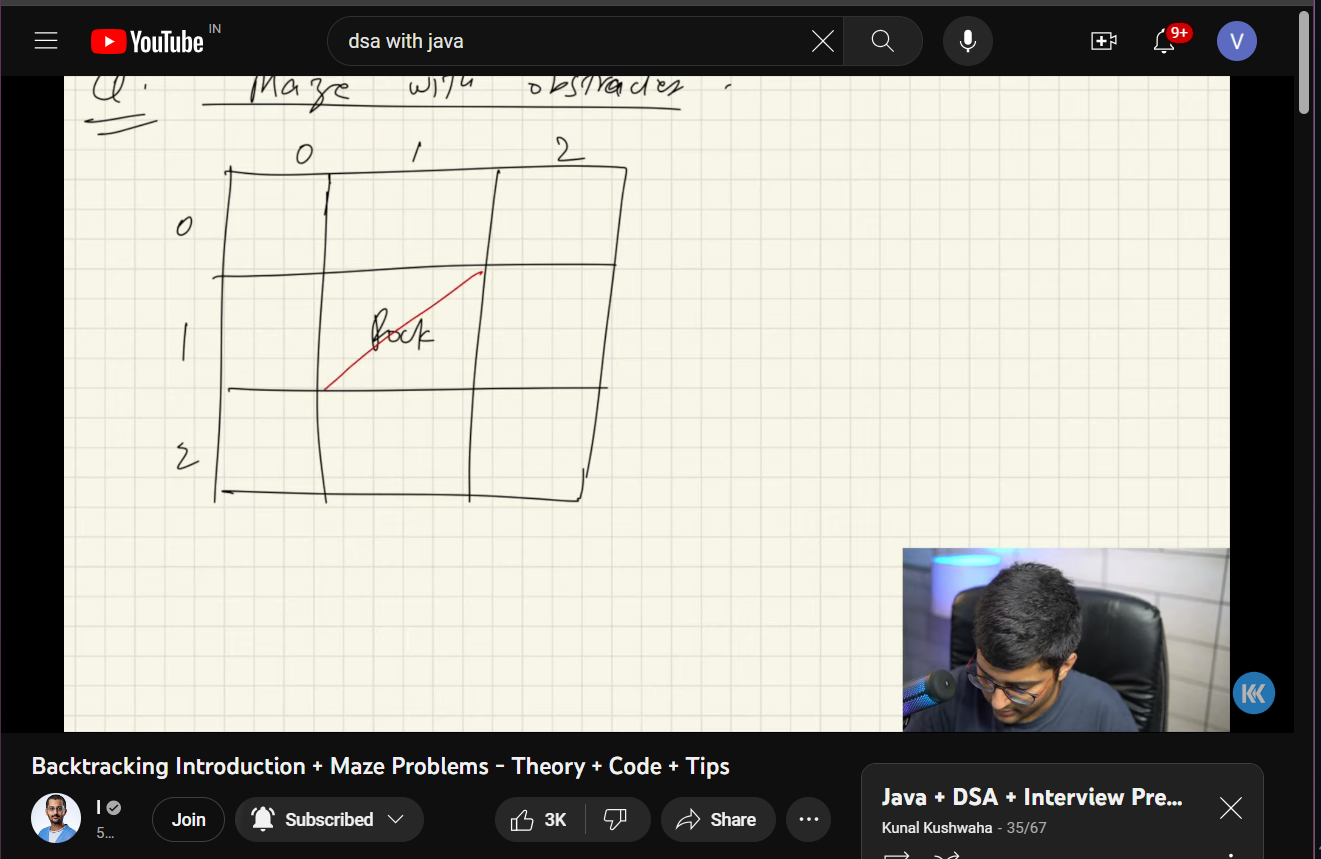 YouTube IN
dsa with java
9+
V
Q. Maze with obstracles .
0 1 2
0
1 Rock
2
Backtracking Introduction + Maze Problems - Theory + Code + Tips
I
5...
Join
Subscribed
3K
Share
Java + DSA + Interview Pre...
Kunal Kushwaha - 35/67